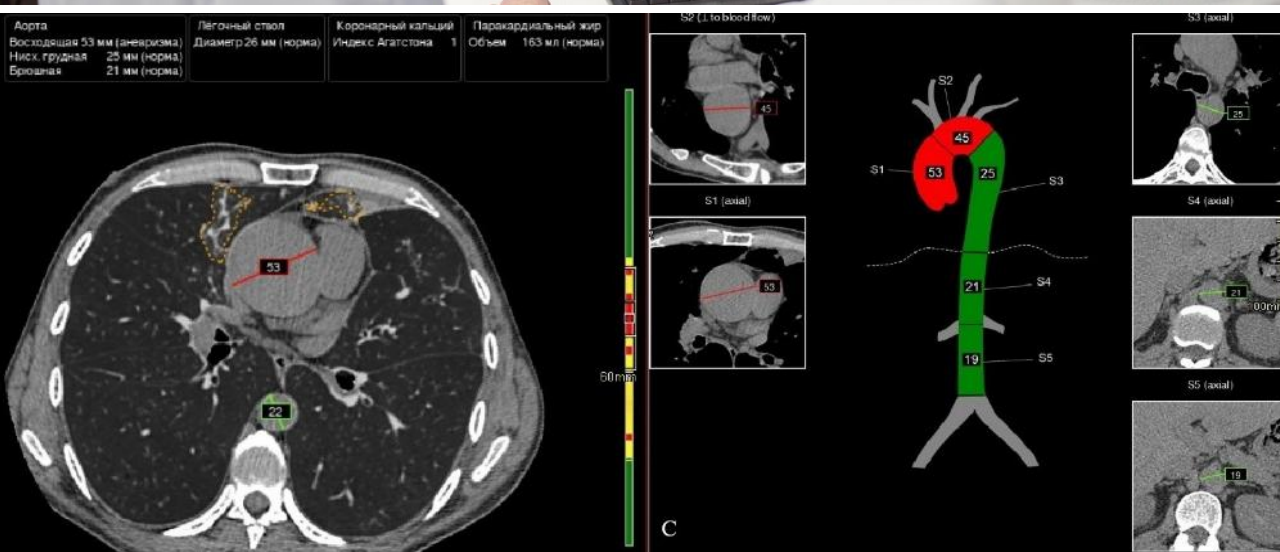 Аорта
Восходящая 53 мм (аневризма)
Нисх. грудная 25 мм (норма)
Брюшная 21 мм (норма)
Лёгочный ствол
Диаметр 26 мм (норма)
Коронарный кальций
Индекс Агатстона 1
Паракардиальный жир
Объем 163 мл (норма)
53
22
60mm
S2 (⊥ to blood flow)
45
S1 (axial)
53
S2
45
S1
53
25
S3
21
S4
19
S5
C
S3 (axial)
25
S4 (axial)
21
00mm
S5 (axial)
19